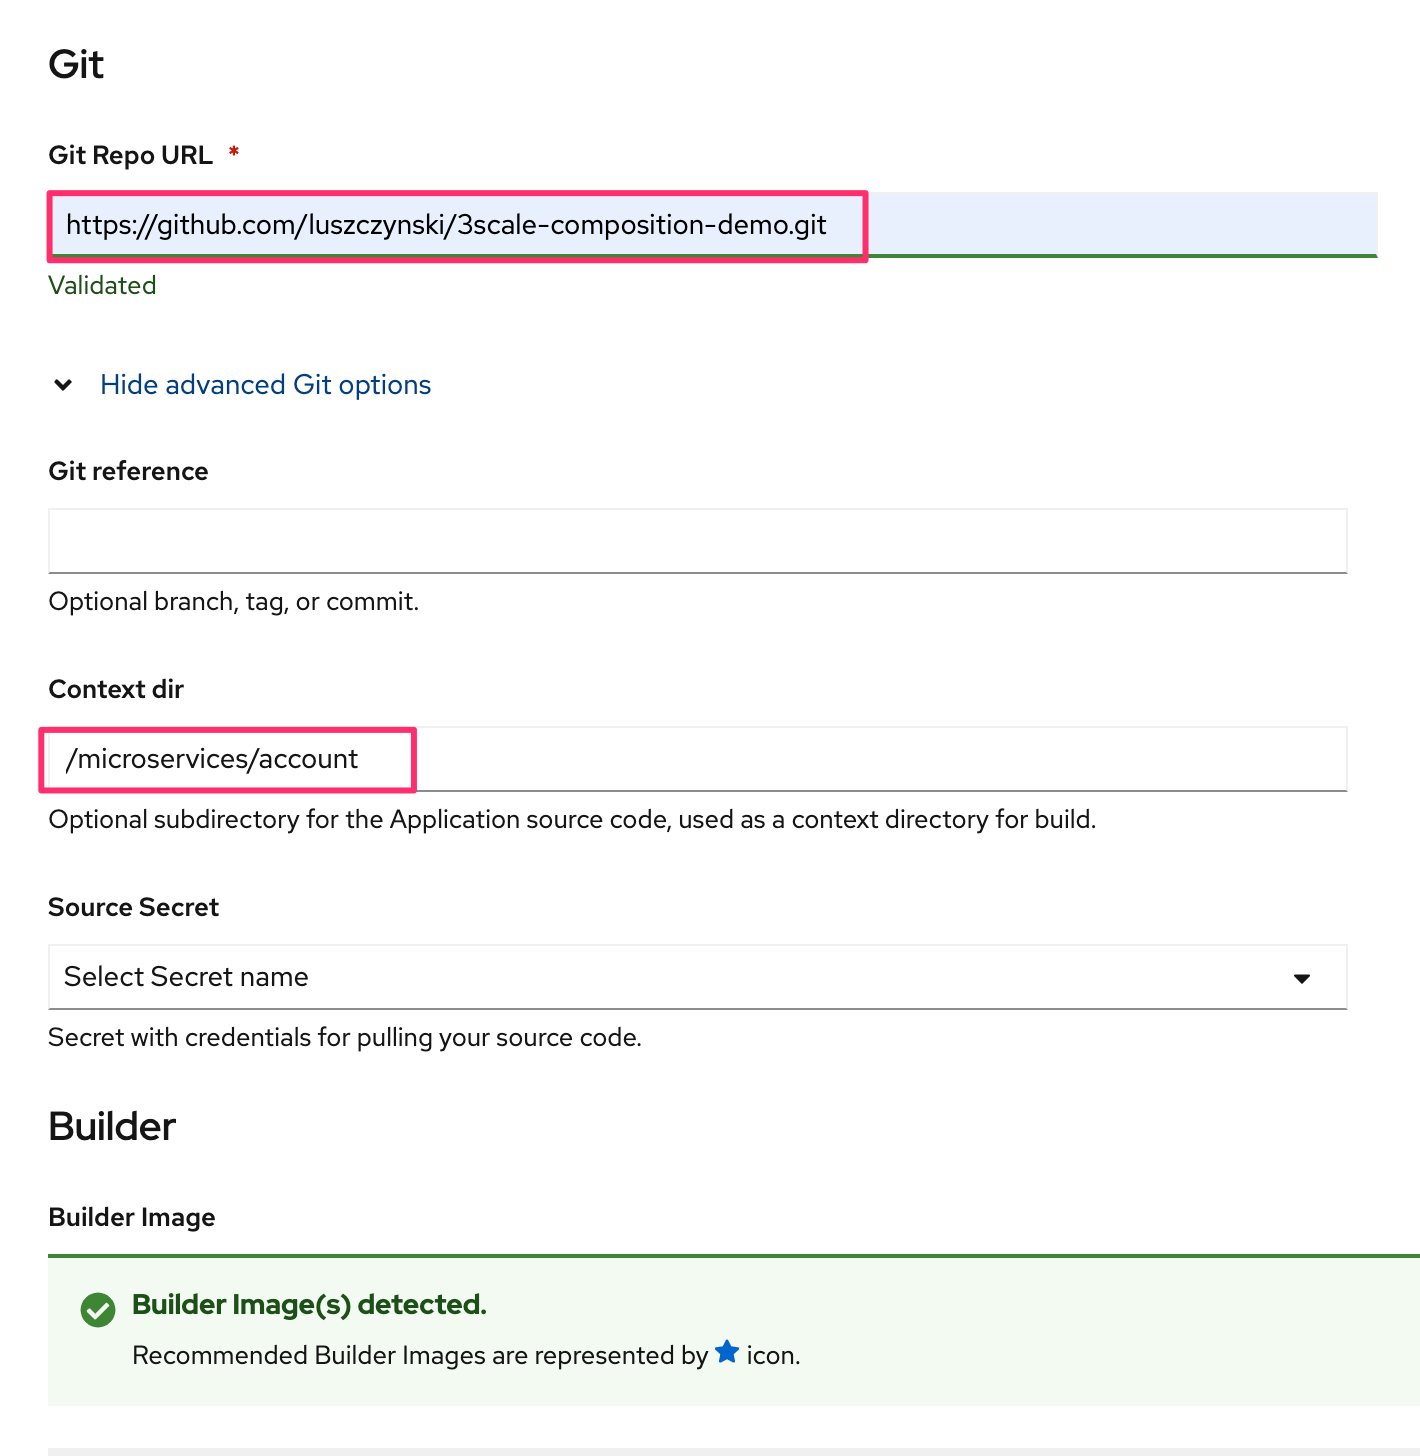 Git
Git Repo URL *
https://github.com/luszczynski/3scale-composition-demo.git
Validated
Hide advanced Git options
Git reference
Optional branch, tag, or commit.
Context dir
/microservices/account
Optional subdirectory for the Application source code, used as a context directory for build.
Source Secret
Select Secret name
Secret with credentials for pulling your source code.
Builder
Builder Image
Builder Image(s) detected.
Recommended Builder Images are represented by icon.